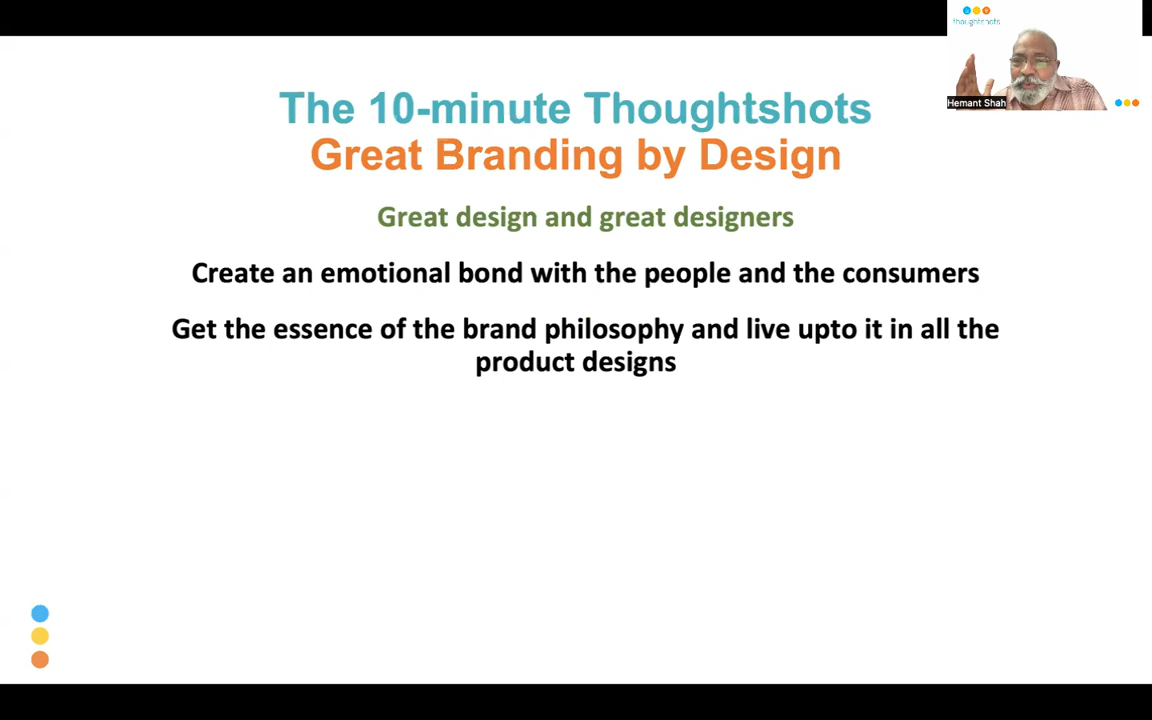 thoughtshots
Hemant Shah
The 10-minute Thoughtshots
Great Branding by Design
Great design and great designers
Create an emotional bond with the people and the consumers
Get the essence of the brand philosophy and live upto it in all the
product designs